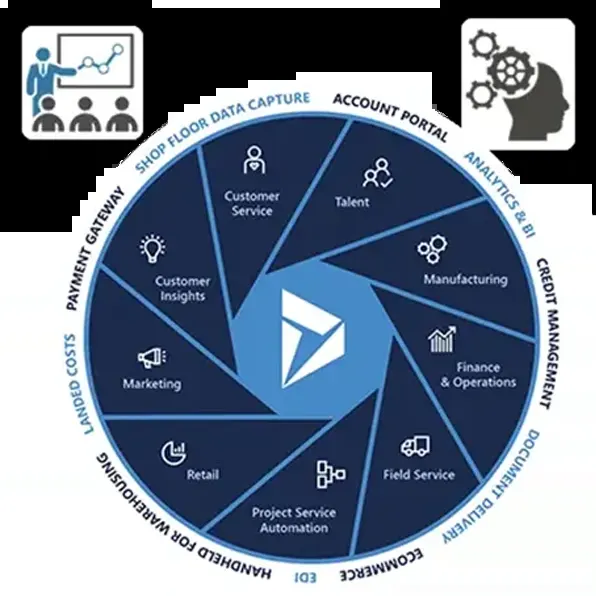 SHOP FLOOR DATA CAPTURE
ACCOUNT PORTAL
ANALYTICS & BI
CREDIT MANAGEMENT
DOCUMENT DELIVERY
ECOMMERCE
EDI
HANDHELD FOR WAREHOUSING
LANDED COSTS
PAYMENT GATEWAY
Customer
Service
Talent
Manufacturing
Finance
& Operations
Field Service
Project Service
Automation
Retail
Marketing
Customer
Insights